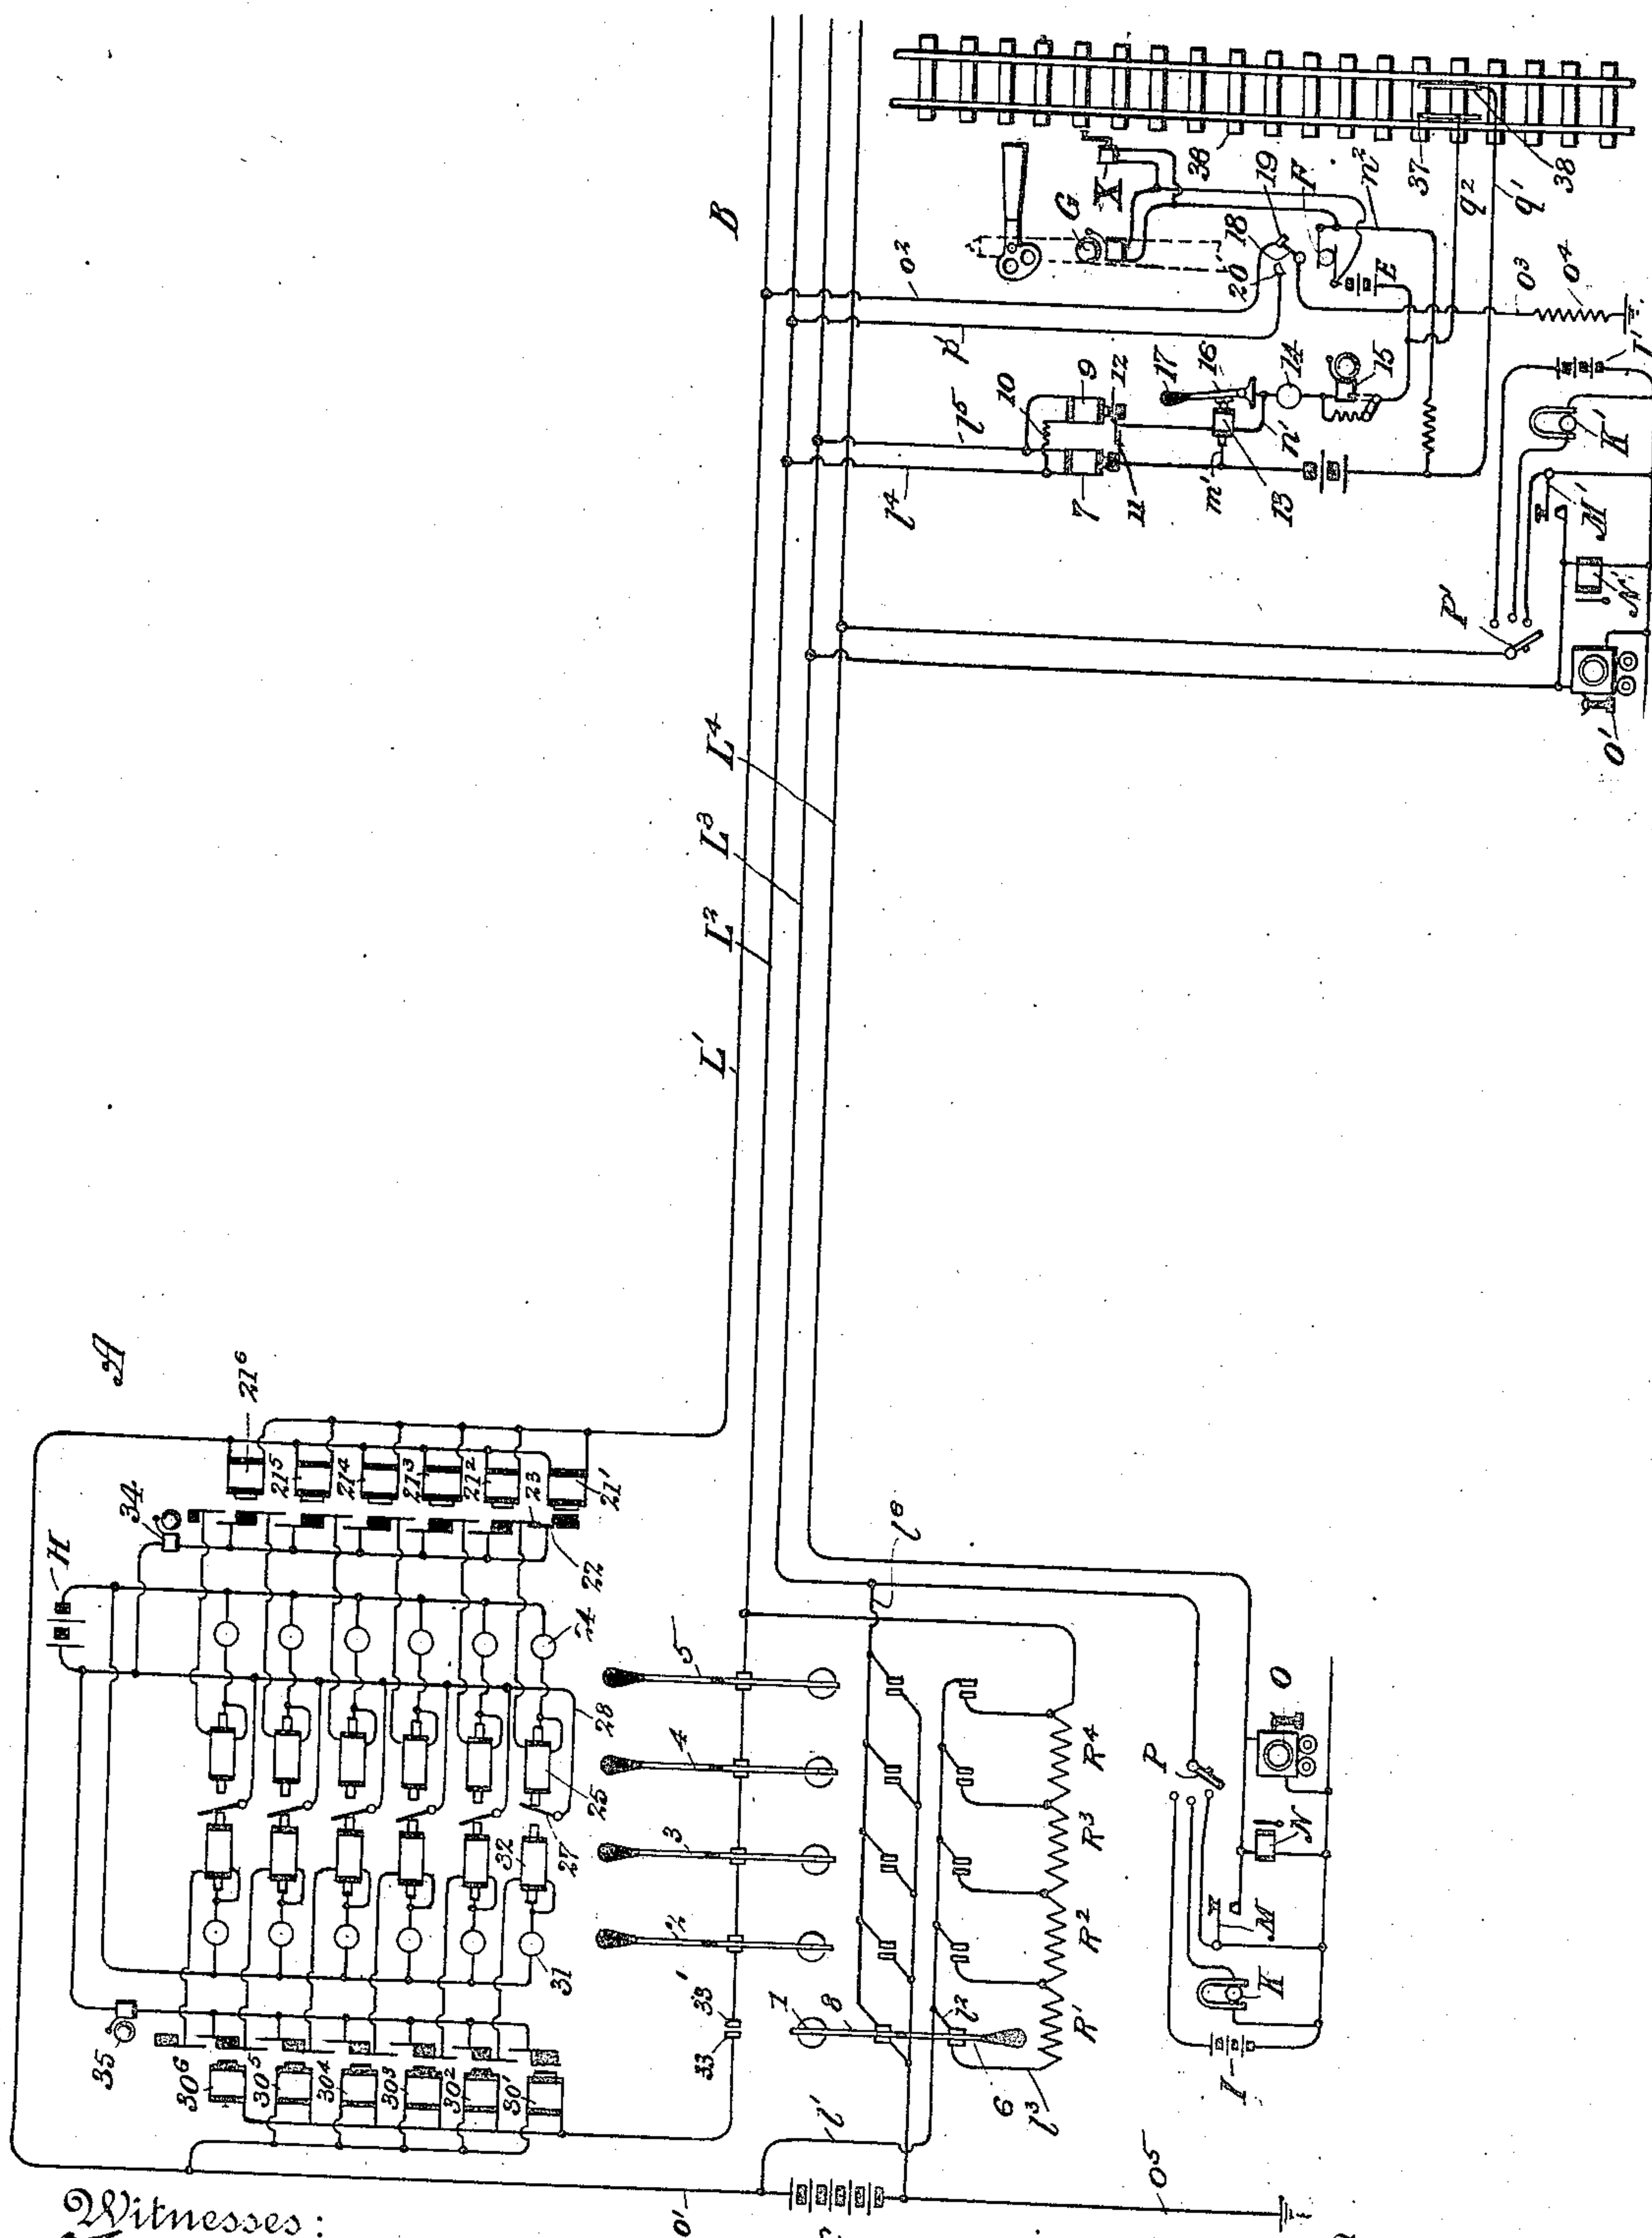 A
B
H
34
35
21⁶
21⁵
21⁴
21³
21²
21'
23
22
24
28
25
27
32
31
30⁶
30⁵
30⁴
30³
30²
30'
5
4
3
2
33
33'
7
8
6
l²
l³
l'
l⁶
R'
R²
R³
R⁴
P
O
N
M
K
I
O'
O⁵
L'
L²
L³
L⁴
o²
p'
l⁵
l⁴
10
9
12
7
11
m'
13
n'
17
16
14
15
G
X
36
19
18
20
F
n²
E
37
38
q²
q'
o³
o⁴
I'
K'
M'
N'
O'
P'
Witnesses: